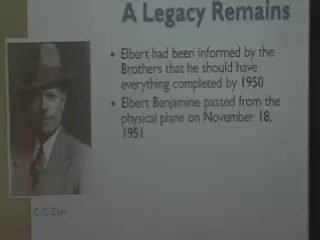 A Legacy Remains
• Elbert had been informed by the
Brothers that he should have
everything completed by 1950
• Elbert Benjamine passed from the
physical plane on November 18,
1951
C. C. Zain